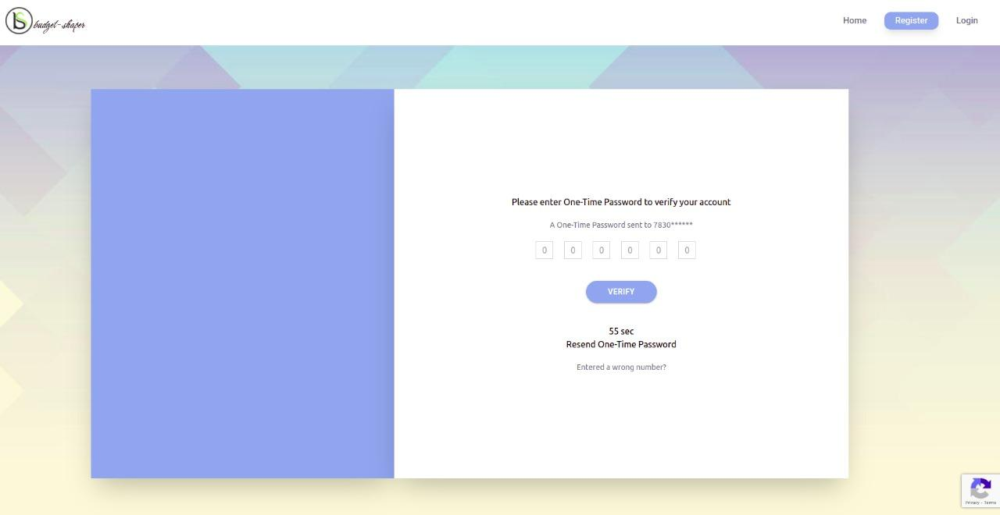 budget-shaper
Home Register Login
Please enter One-Time Password to verify your account
A One-Time Password sent to 7830******
0 0 0 0 0 0
VERIFY
55 sec
Resend One-Time Password
Entered a wrong number?
Privacy - Terms